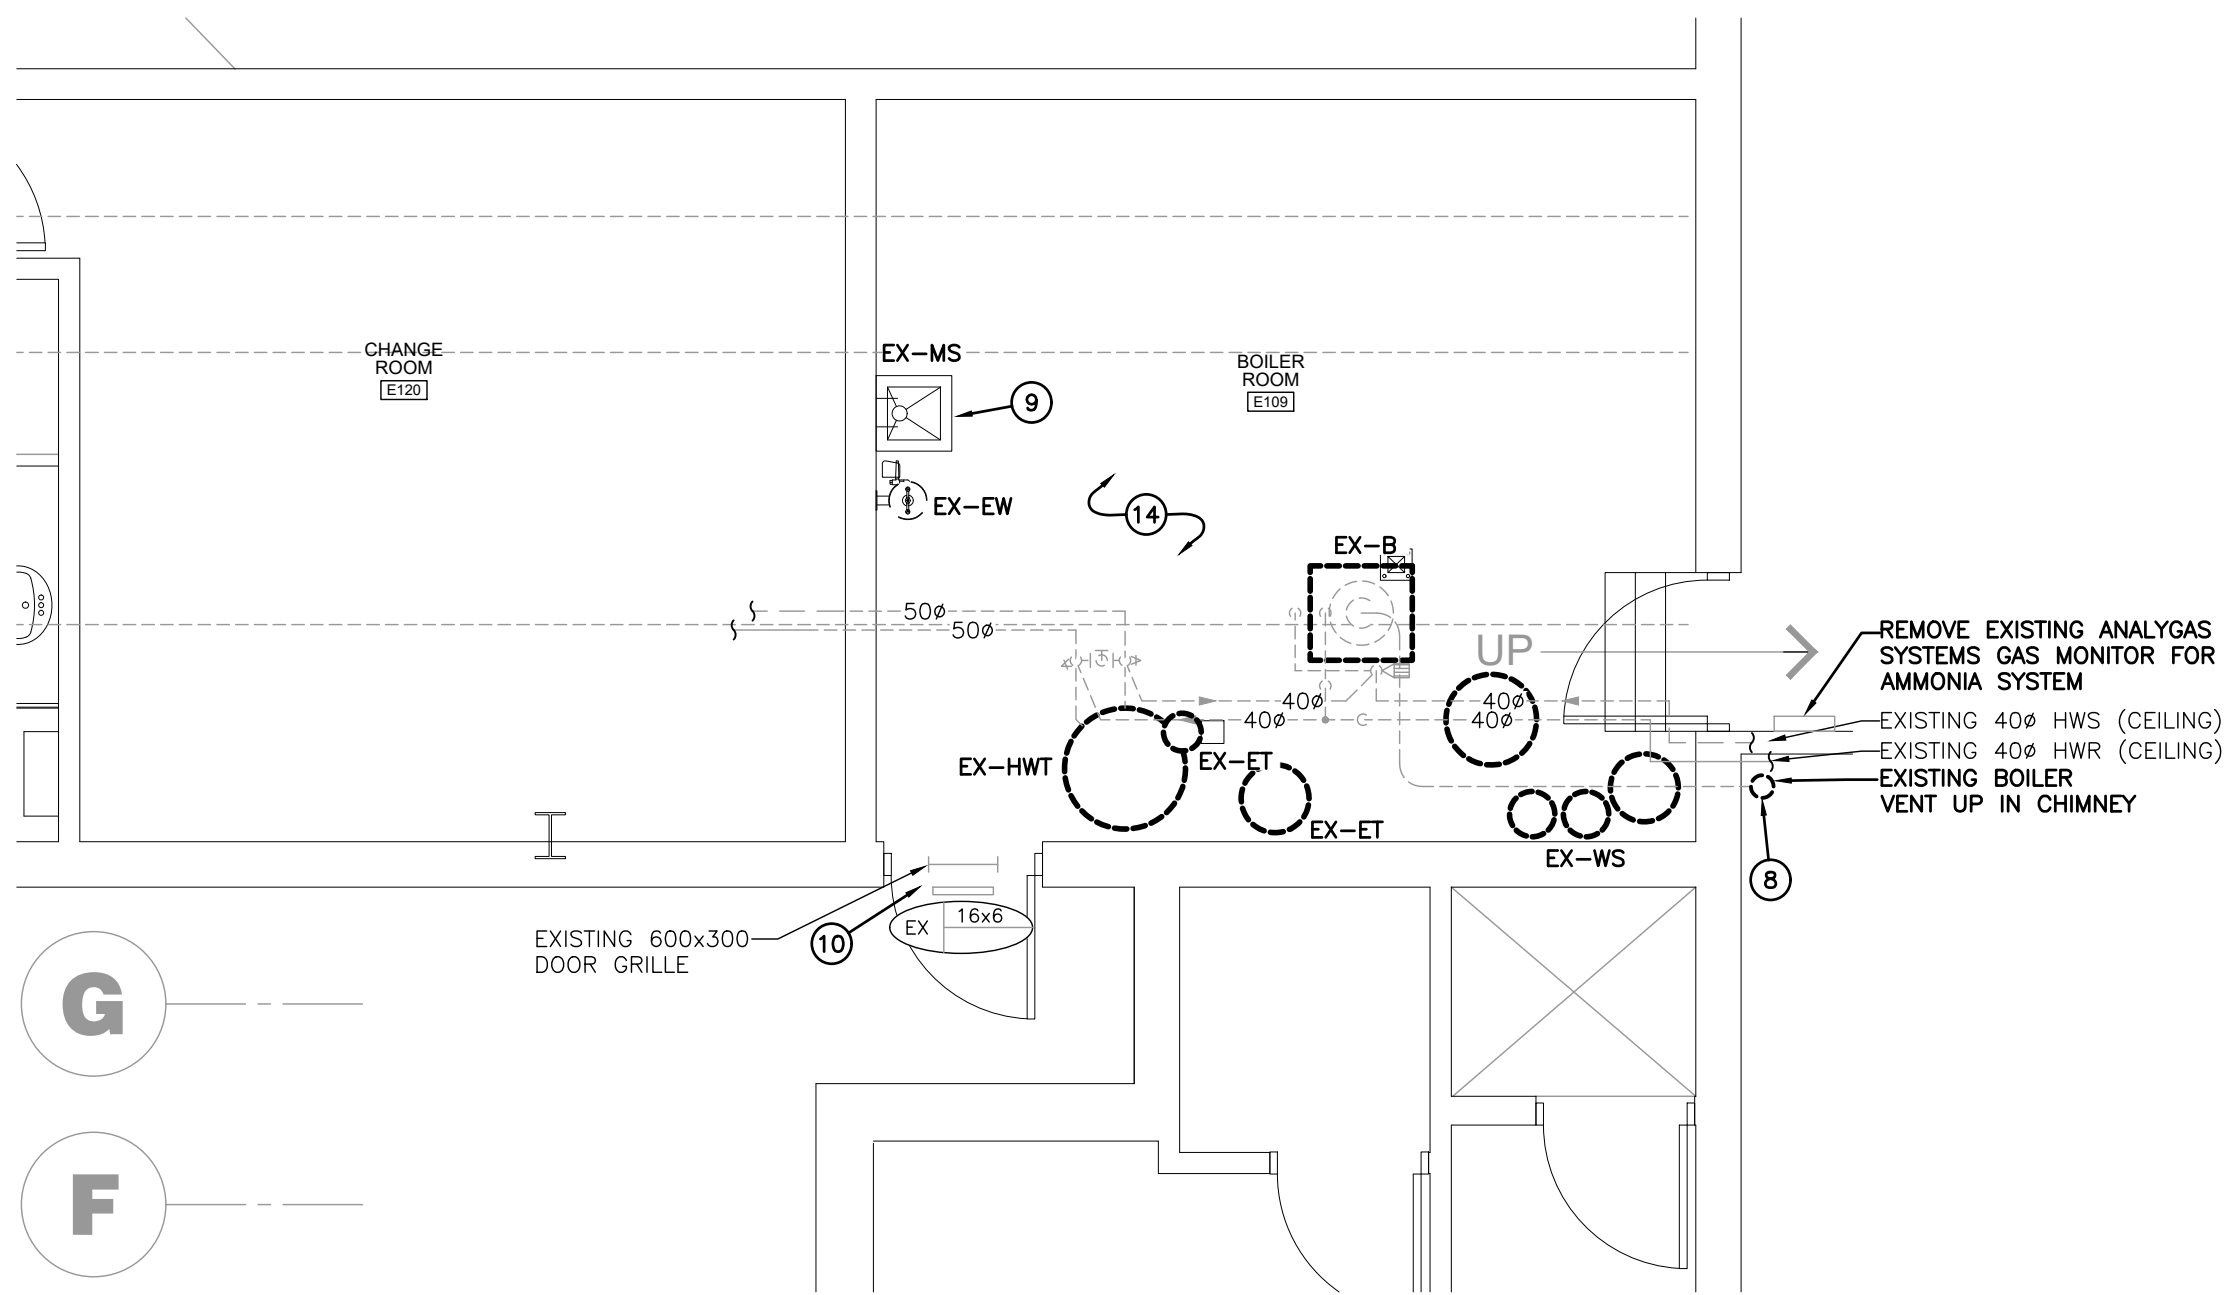 CHANGE
ROOM
E120
EX-MS
9
BOILER
ROOM
E109
EX-EW
14
EX-B
50ø
50ø
UP
40ø
40ø
40ø
40ø
EX-HWT
EX-ET
EX-ET
EX-WS
REMOVE EXISTING ANALYGAS
SYSTEMS GAS MONITOR FOR
AMMONIA SYSTEM
EXISTING 40ø HWS (CEILING)
EXISTING 40ø HWR (CEILING)
EXISTING BOILER
VENT UP IN CHIMNEY
8
EXISTING 600x300
DOOR GRILLE
10
EX
16x6
G
F